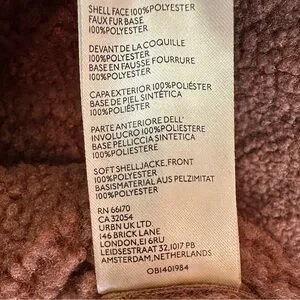 SHELL FACE 100%POLYESTER
FAUX FUR BASE
100%POLYESTER
DEVANT DE LA COQUILLE
100%POLYESTER
BASE EN FAUSSE FOURRURE
100%POLYESTER
CAPA EXTERIOR 100%POLIÉSTER
BASE DE PIEL SINTÉTICA
100%POLIÉSTER
PARTE ANTERIORE DELL'
INVOLUCRO 100%POLIESTERE
BASE PELLICCIA SINTETICA
100%POLIESTERE
SOFT SHELLJACKE, FRONT
100%POLYESTER
BASISMATERIAL AUS PELZIMITAT
100%POLYESTER
RN 66170
CA 32054
URBN UK LTD.
146 BRICK LANE
LONDON, E1 6RU
LEIDSESTRAAT 32, 1017 PB
AMSTERDAM, NETHERLANDS
OB1401984